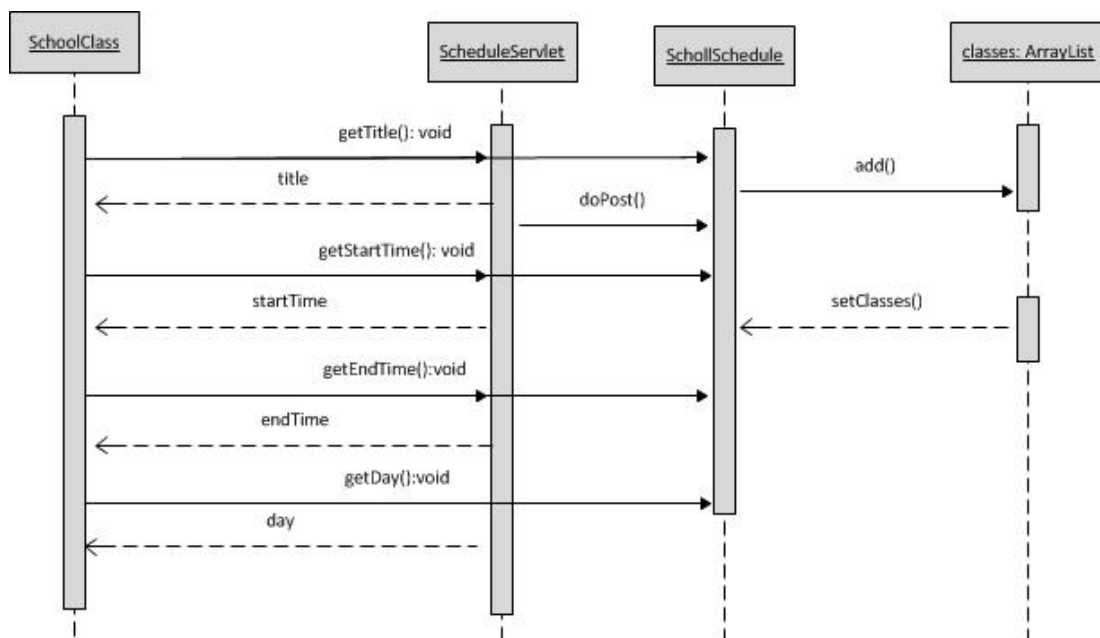 SchoolClass
ScheduleServlet
SchollSchedule
classes: ArrayList
getTitle(): void
title
add()
doPost()
getStartTime(): void
startTime
setClasses()
getEndTime():void
endTime
getDay():void
day